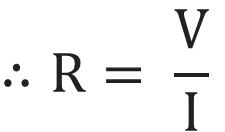 ∴ R = V/I